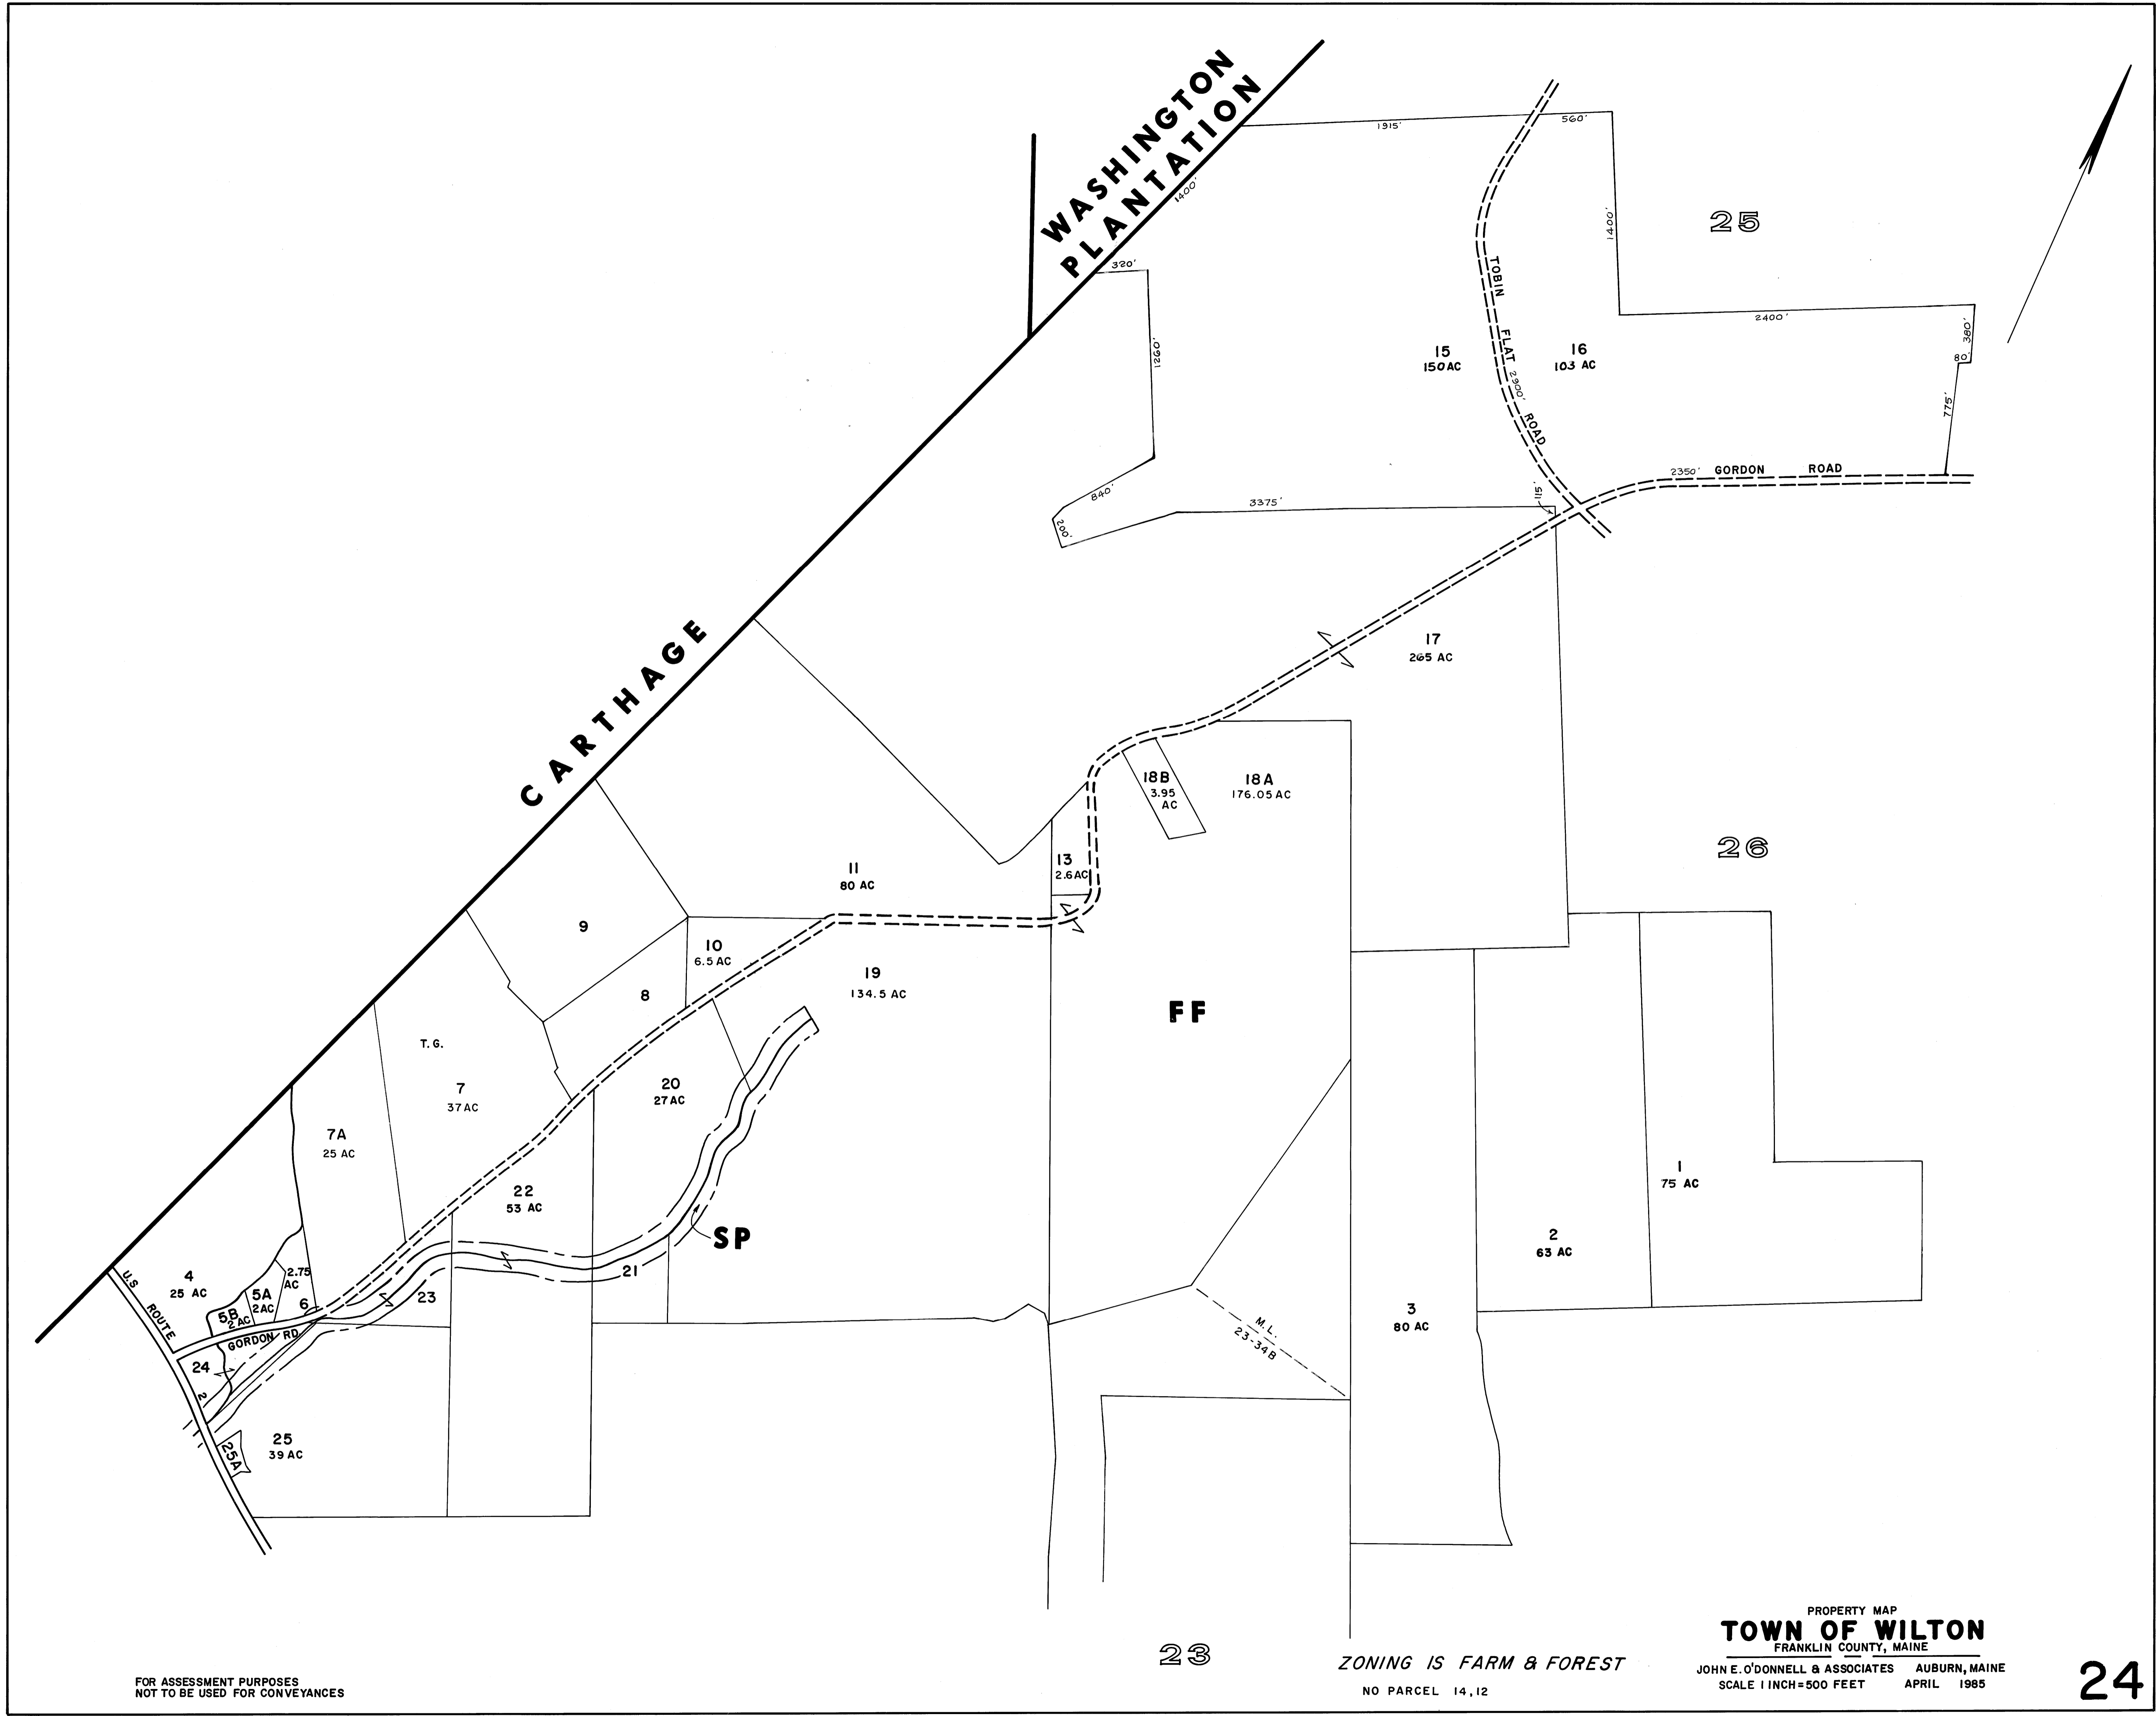 WASHINGTON
PLANTATION
1400'
1915'
560'
1400'
25
320'
1260'
TOBIN FLAT ROAD
2900'
2400'
380'
80'
775'
15
150 AC
16
103 AC
2350' GORDON ROAD
840'
200'
3375'
115'
CARTHAGE
17
265 AC
18B
3.95
AC
18A
176.05 AC
26
13
2.6 AC
11
80 AC
9
10
6.5 AC
19
134.5 AC
8
FF
T. G.
7
37 AC
20
27 AC
7A
25 AC
22
53 AC
1
75 AC
SP
2
63 AC
21
4
25 AC
2.75
AC
5A
2 AC
6
23
5B
2 AC
U.S ROUTE 2
GORDON RD
3
80 AC
M. L.
23-34B
24
25
39 AC
25A
23
ZONING IS FARM & FOREST
NO PARCEL 14,12
PROPERTY MAP
TOWN OF WILTON
FRANKLIN COUNTY, MAINE
JOHN E. O'DONNELL & ASSOCIATES AUBURN, MAINE
SCALE 1 INCH = 500 FEET APRIL 1985
24
FOR ASSESSMENT PURPOSES
NOT TO BE USED FOR CONVEYANCES